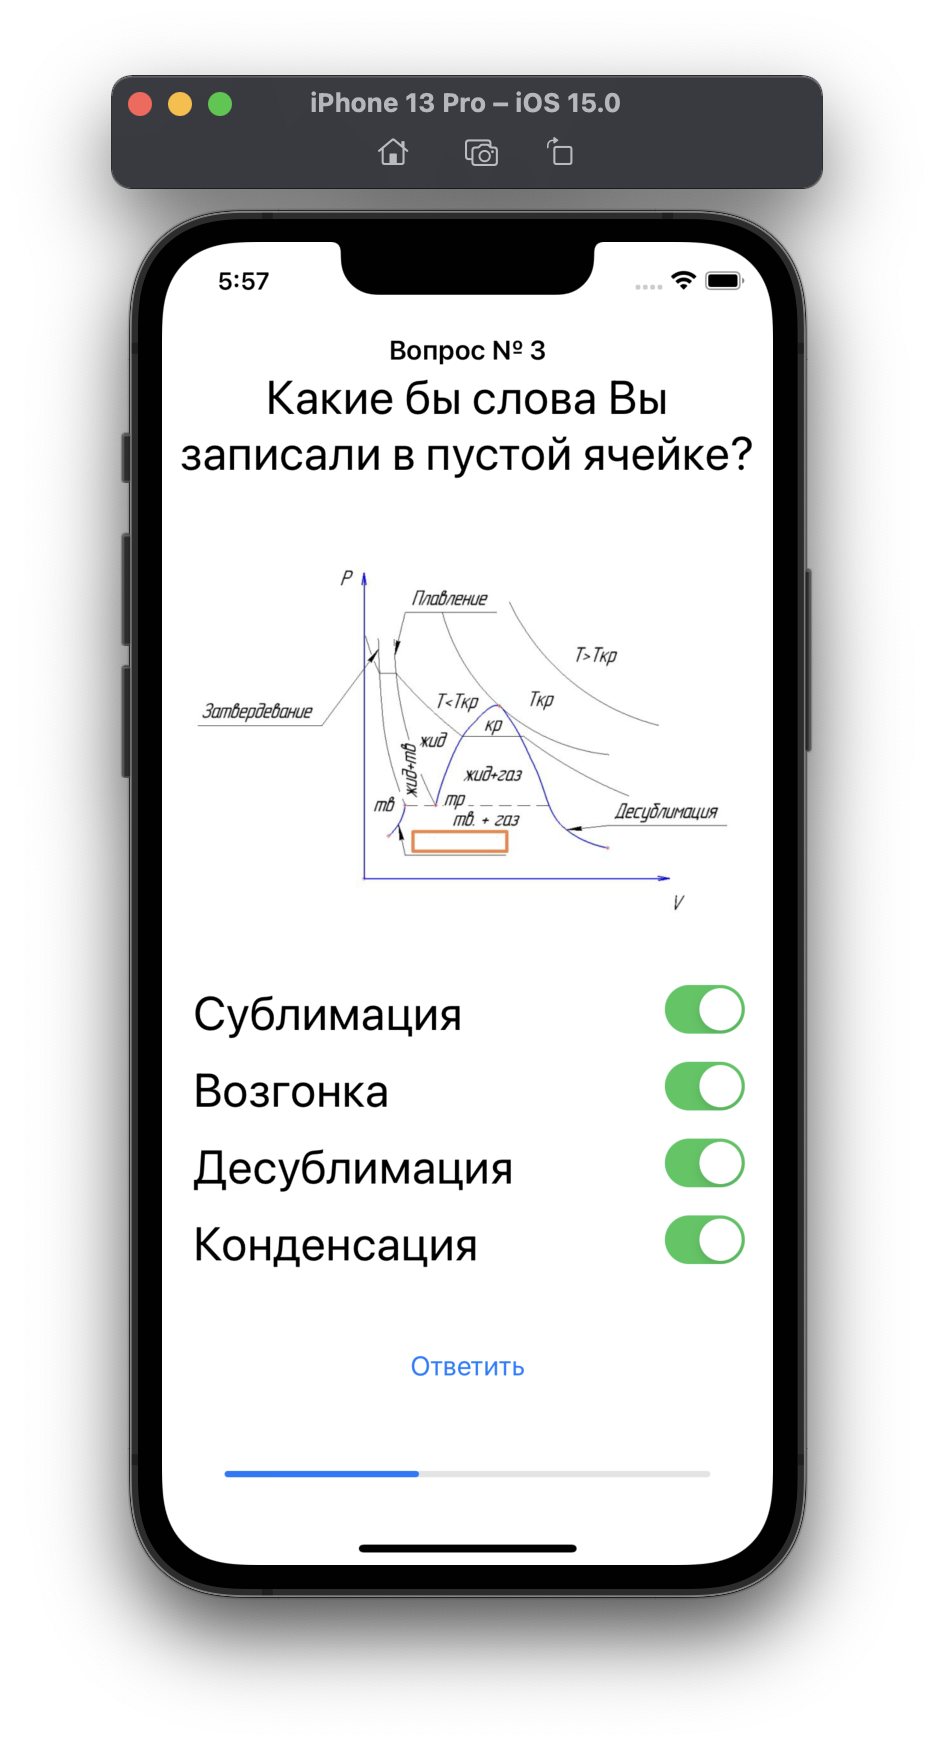 iPhone 13 Pro – iOS 15.0
5:57
Вопрос № 3
Какие бы слова Вы
записали в пустой ячейке?
P
Плавление
T>Tкр
T<Tкр
Tкр
Затвердевание
кр
жид
жид+тв
жид+газ
тв
тр
тв. + газ
Десублимация
V
Сублимация
Возгонка
Десублимация
Конденсация
Ответить